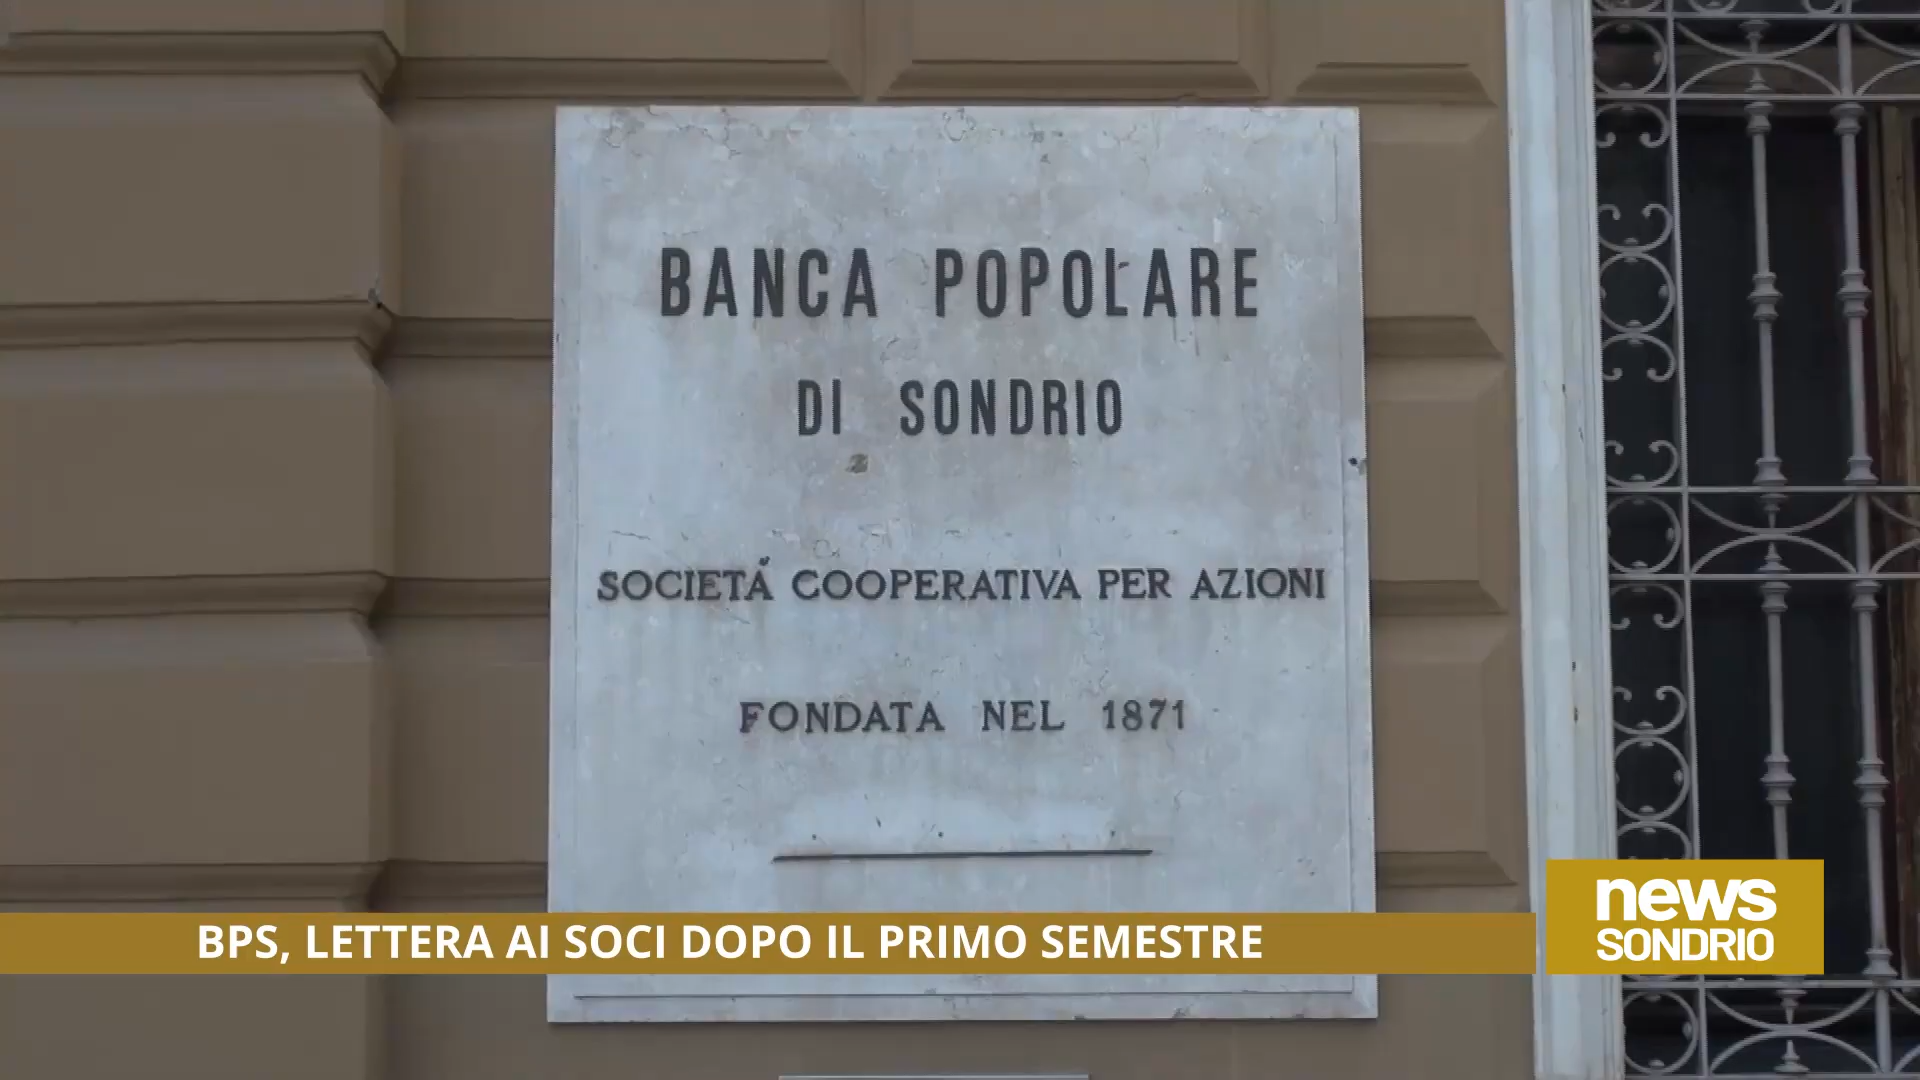 BANCA POPOLARE
DI SONDRIO
SOCIETÁ COOPERATIVA PER AZIONI
FONDATA NEL 1871
BPS, LETTERA AI SOCI DOPO IL PRIMO SEMESTRE
news
SONDRIO